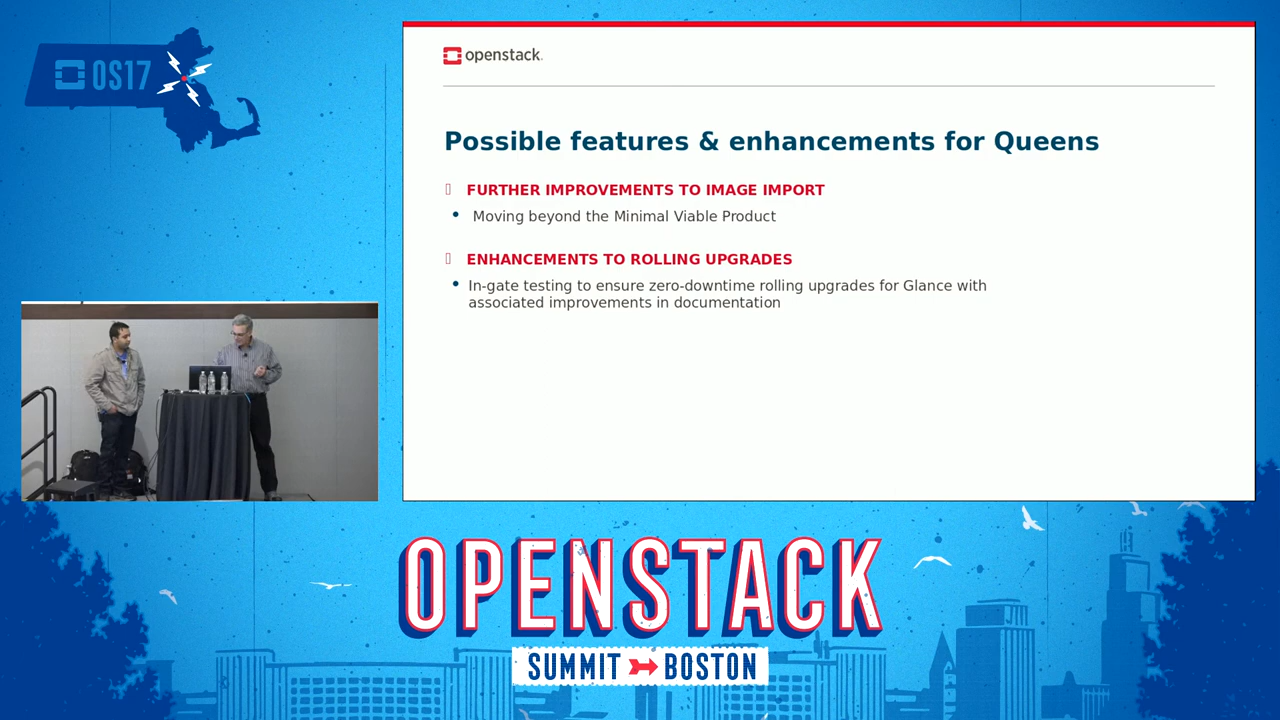 OS17
openstack.
Possible features & enhancements for Queens
FURTHER IMPROVEMENTS TO IMAGE IMPORT
• Moving beyond the Minimal Viable Product
ENHANCEMENTS TO ROLLING UPGRADES
• In-gate testing to ensure zero-downtime rolling upgrades for Glance with
associated improvements in documentation
OPENSTACK
SUMMIT BOSTON